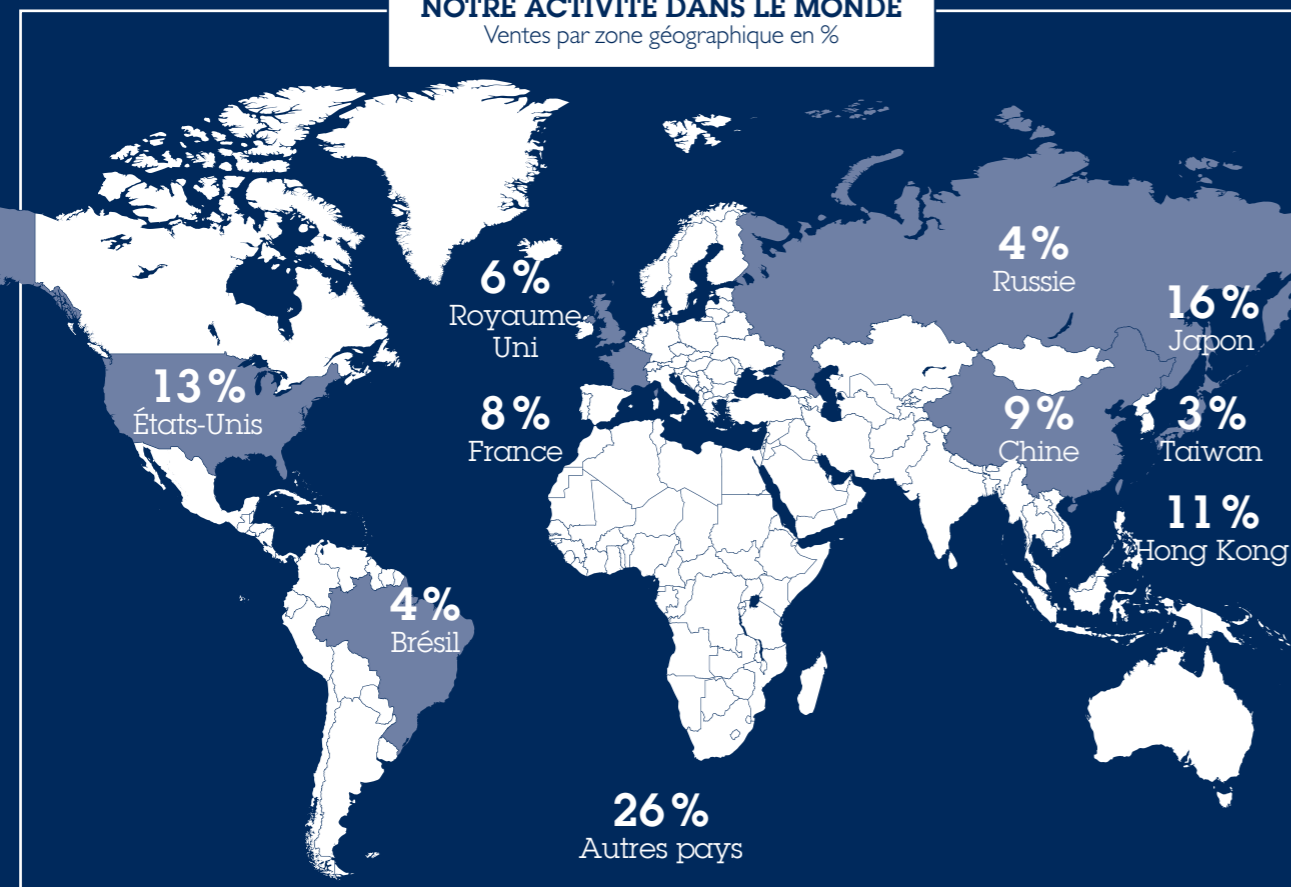 NOTRE ACTIVITÉ DANS LE MONDE
Ventes par zone géographique en %
4%
Russie
6%
Royaume
Uni
16%
Japon
13%
États-Unis
8%
France
9%
Chine
3%
Taiwan
11%
Hong Kong
4%
Brésil
26%
Autres pays